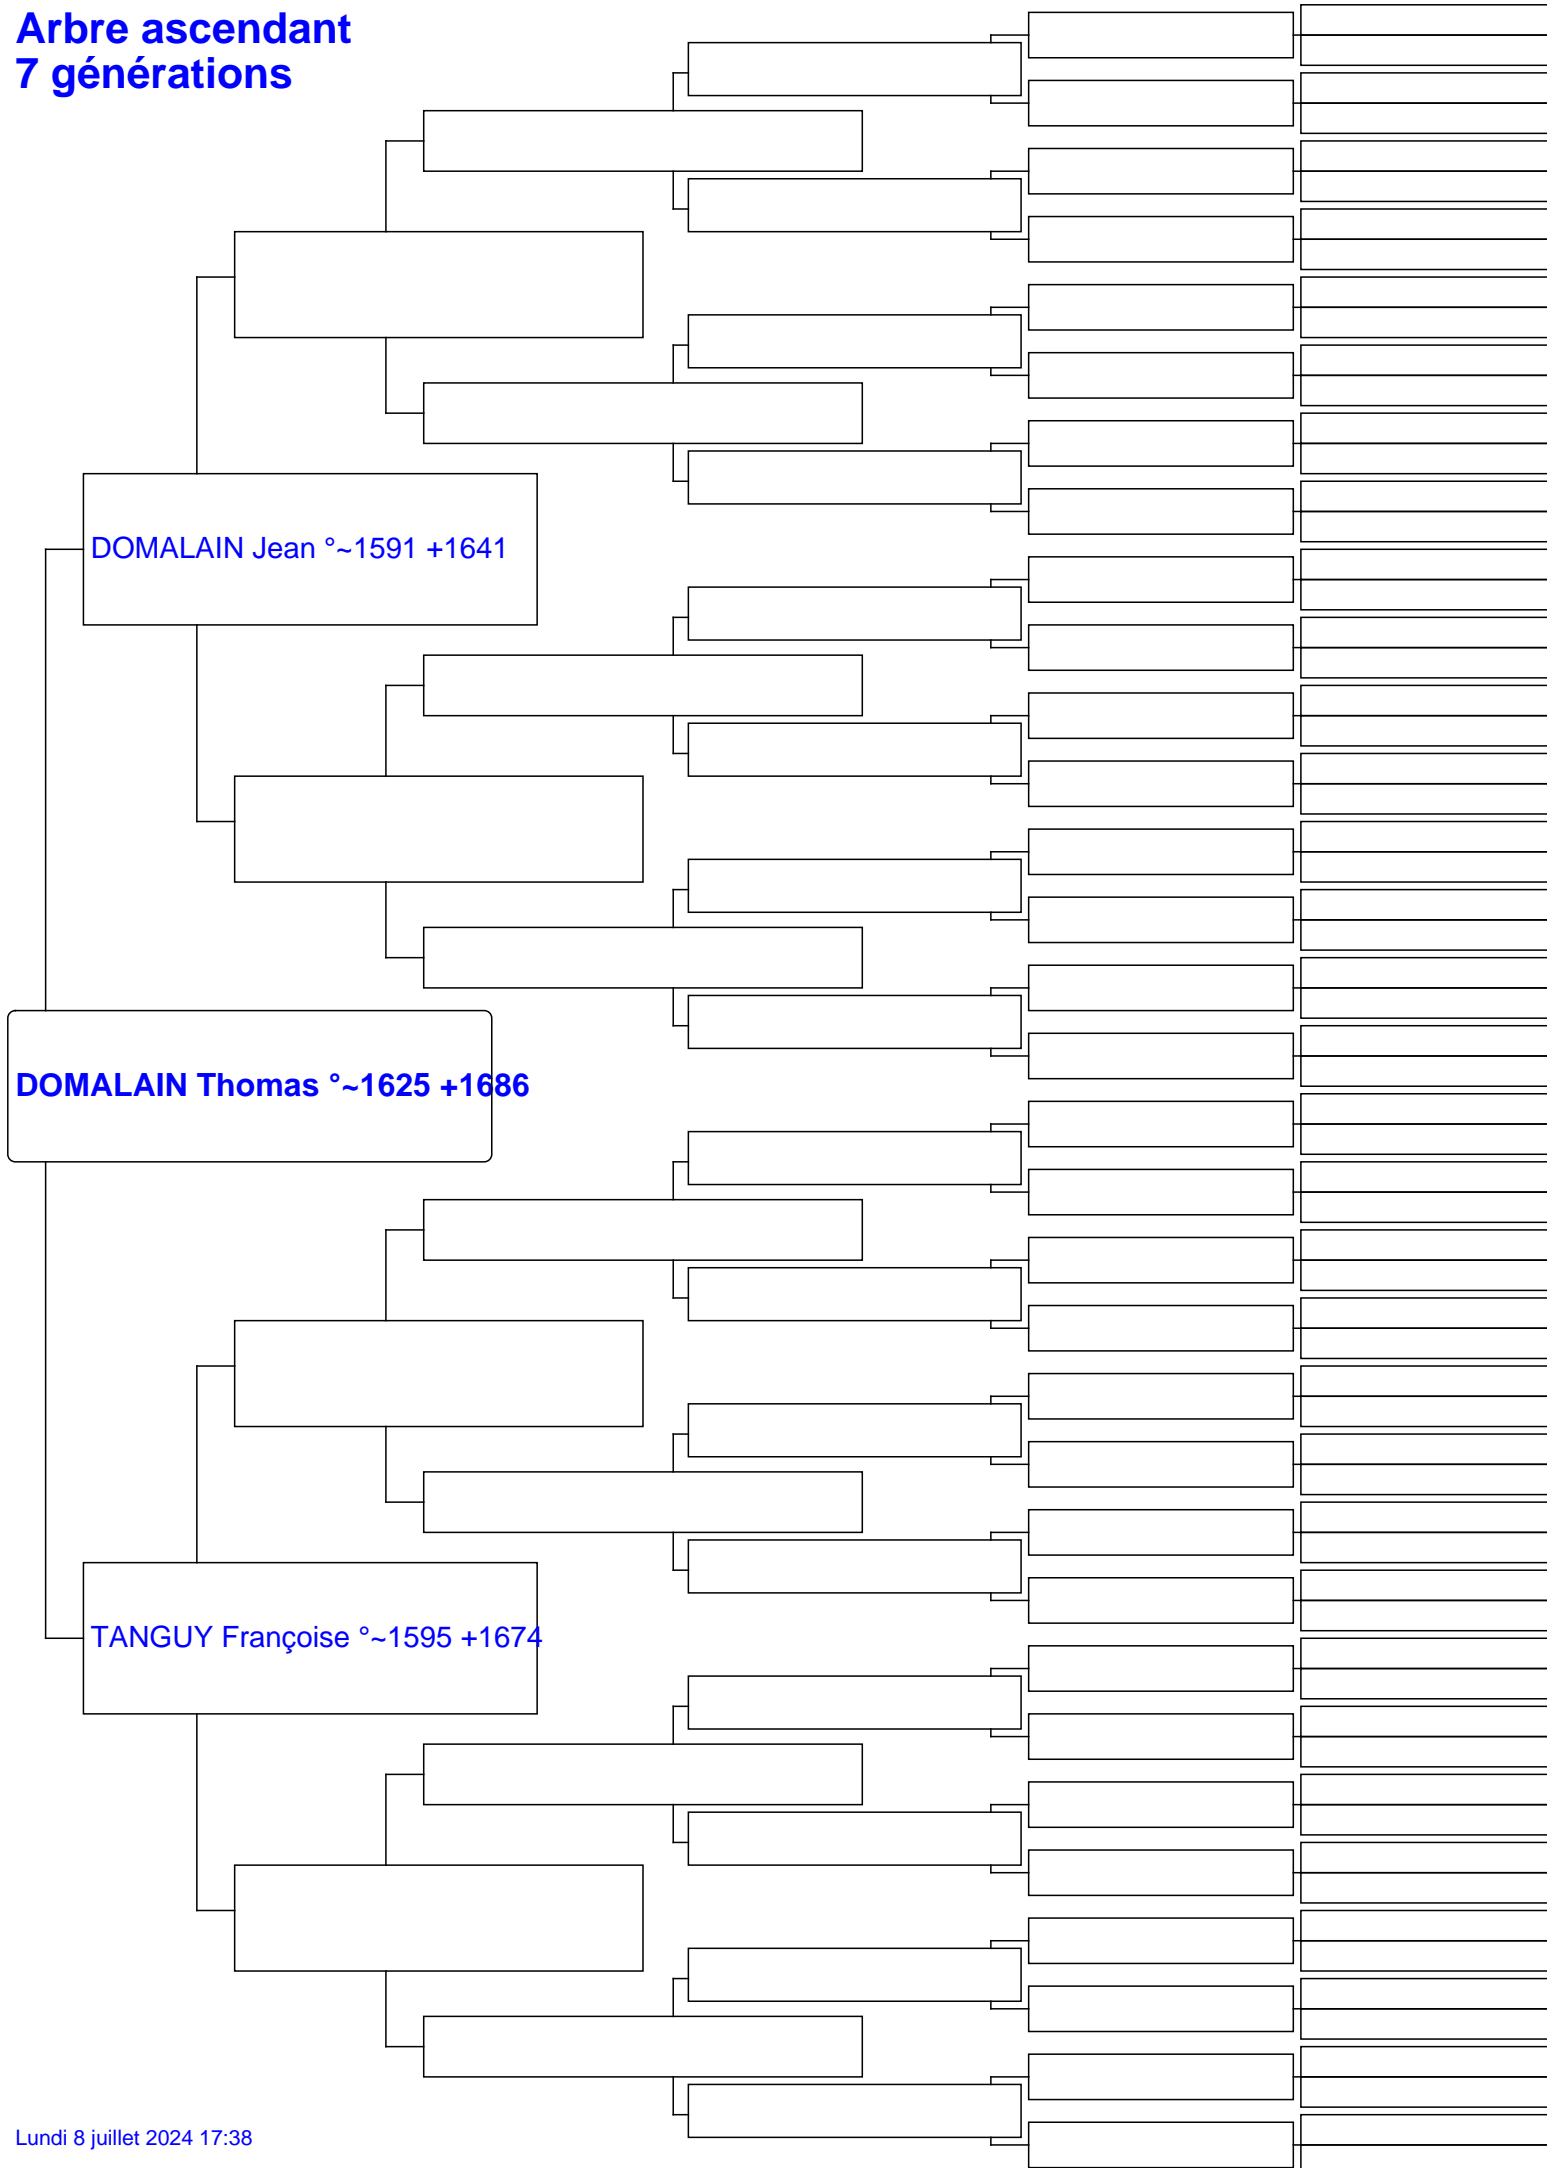 Arbre ascendant
7 générations
DOMALAIN Jean °~1591 +1641
DOMALAIN Thomas °~1625 +1686
TANGUY Françoise °~1595 +1674
Lundi 8 juillet 2024 17:38